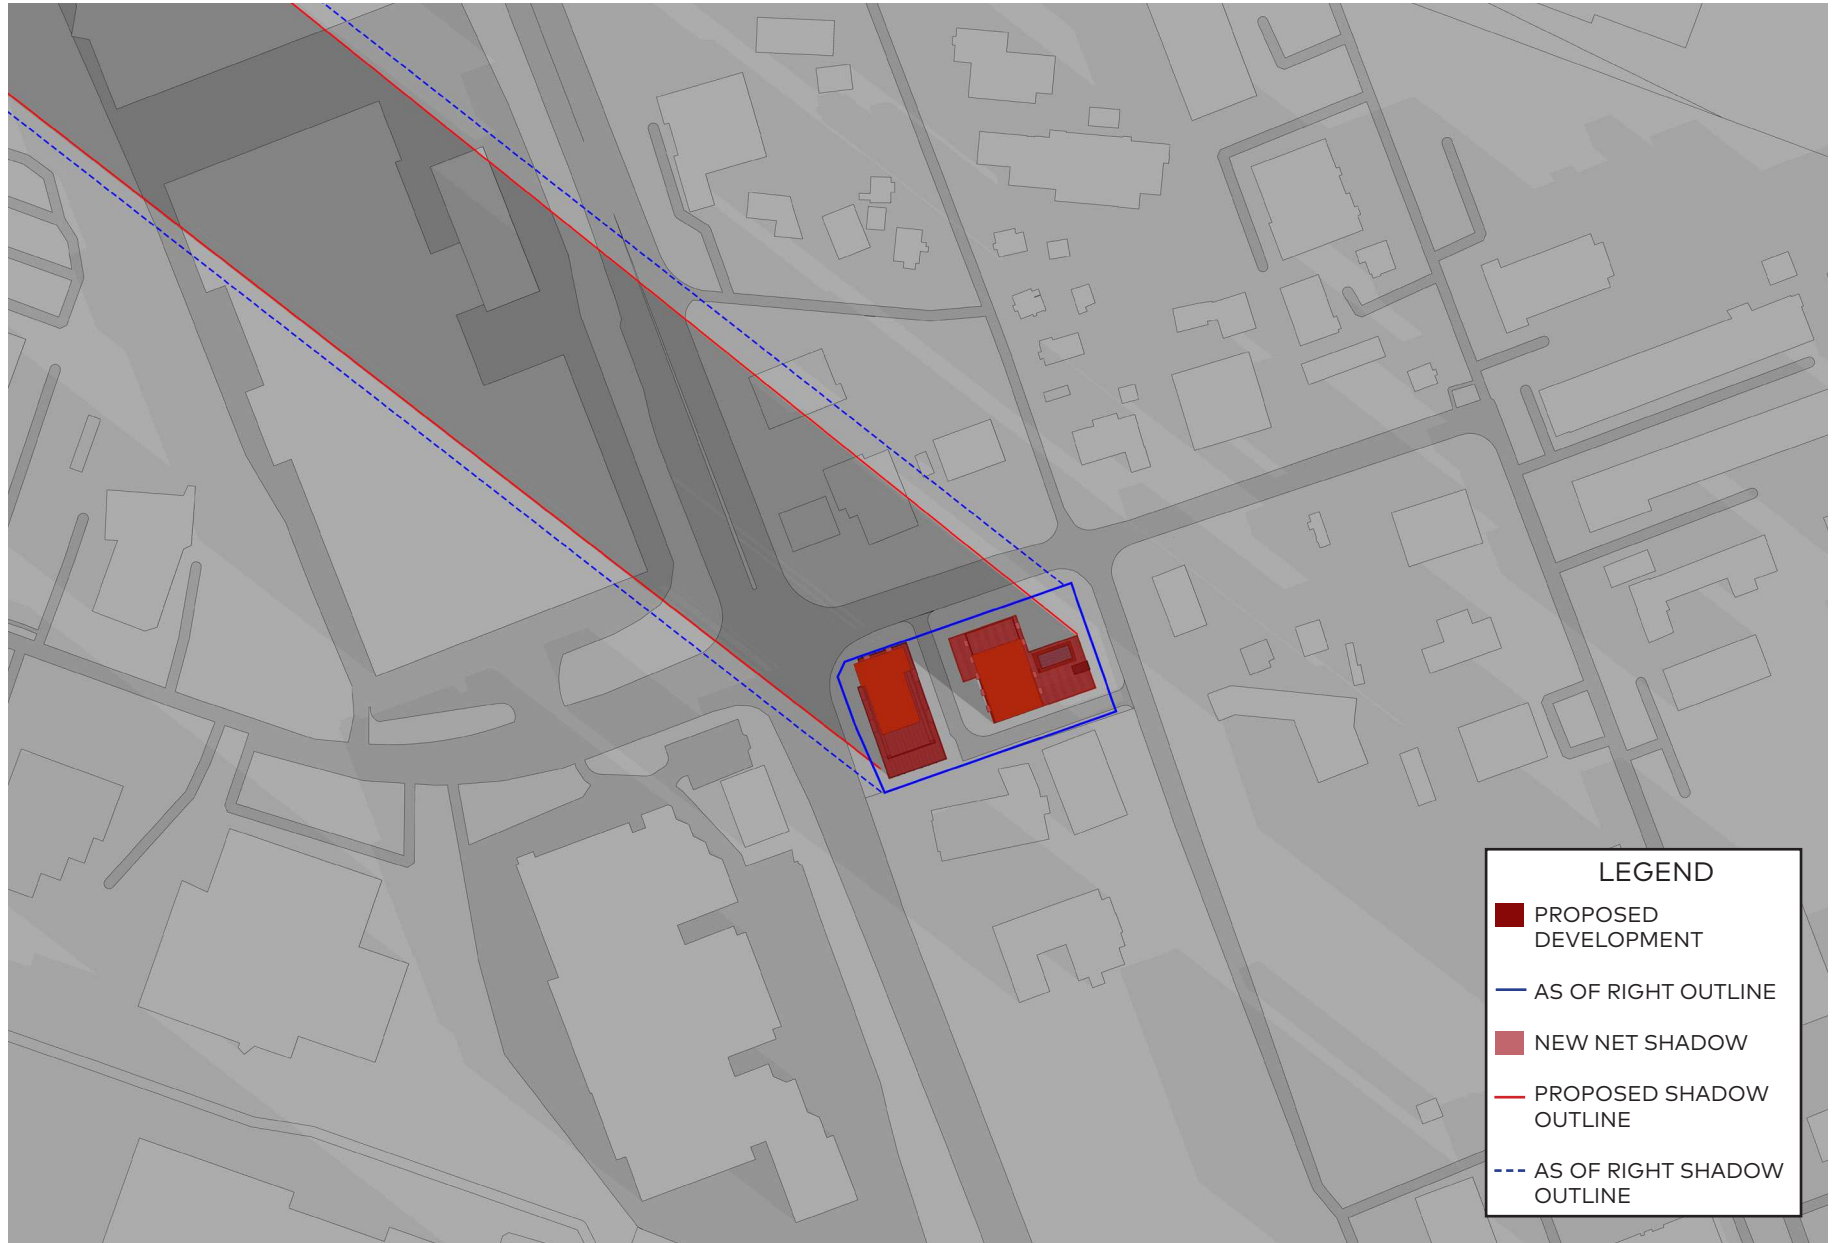 LEGEND
PROPOSED
DEVELOPMENT
AS OF RIGHT OUTLINE
NEW NET SHADOW
PROPOSED SHADOW
OUTLINE
AS OF RIGHT SHADOW
OUTLINE